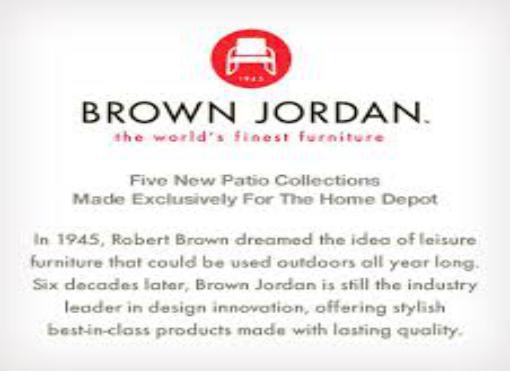 1945
BROWN JORDAN™
the world's finest furniture
Five New Patio Collections
Made Exclusively For The Home Depot
In 1945, Robert Brown dreamed the idea of leisure
furniture that could be used outdoors all year long.
Six decades later, Brown Jordan is still the industry
leader in design innovation, offering stylish
best-in-class products made with lasting quality.